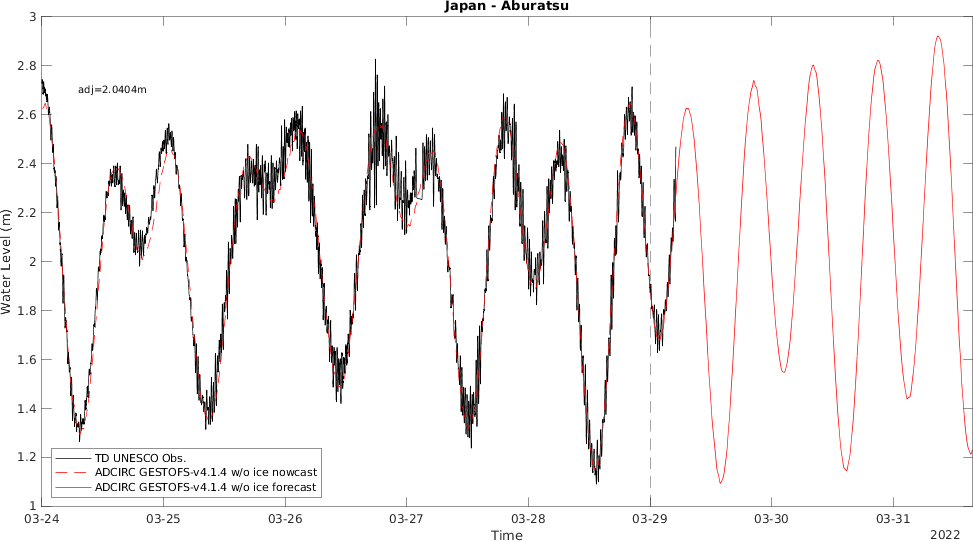 Japan - Aburatsu
3
2.8
2.6
2.4
2.2
2
1.8
1.6
1.4
1.2
1
Water Level (m)
adj=2.0404m
TD UNESCO Obs.
ADCIRC GESTOFS-v4.1.4 w/o ice nowcast
ADCIRC GESTOFS-v4.1.4 w/o ice forecast
03-24 03-25 03-26 03-27 03-28 03-29 03-30 03-31
Time
2022